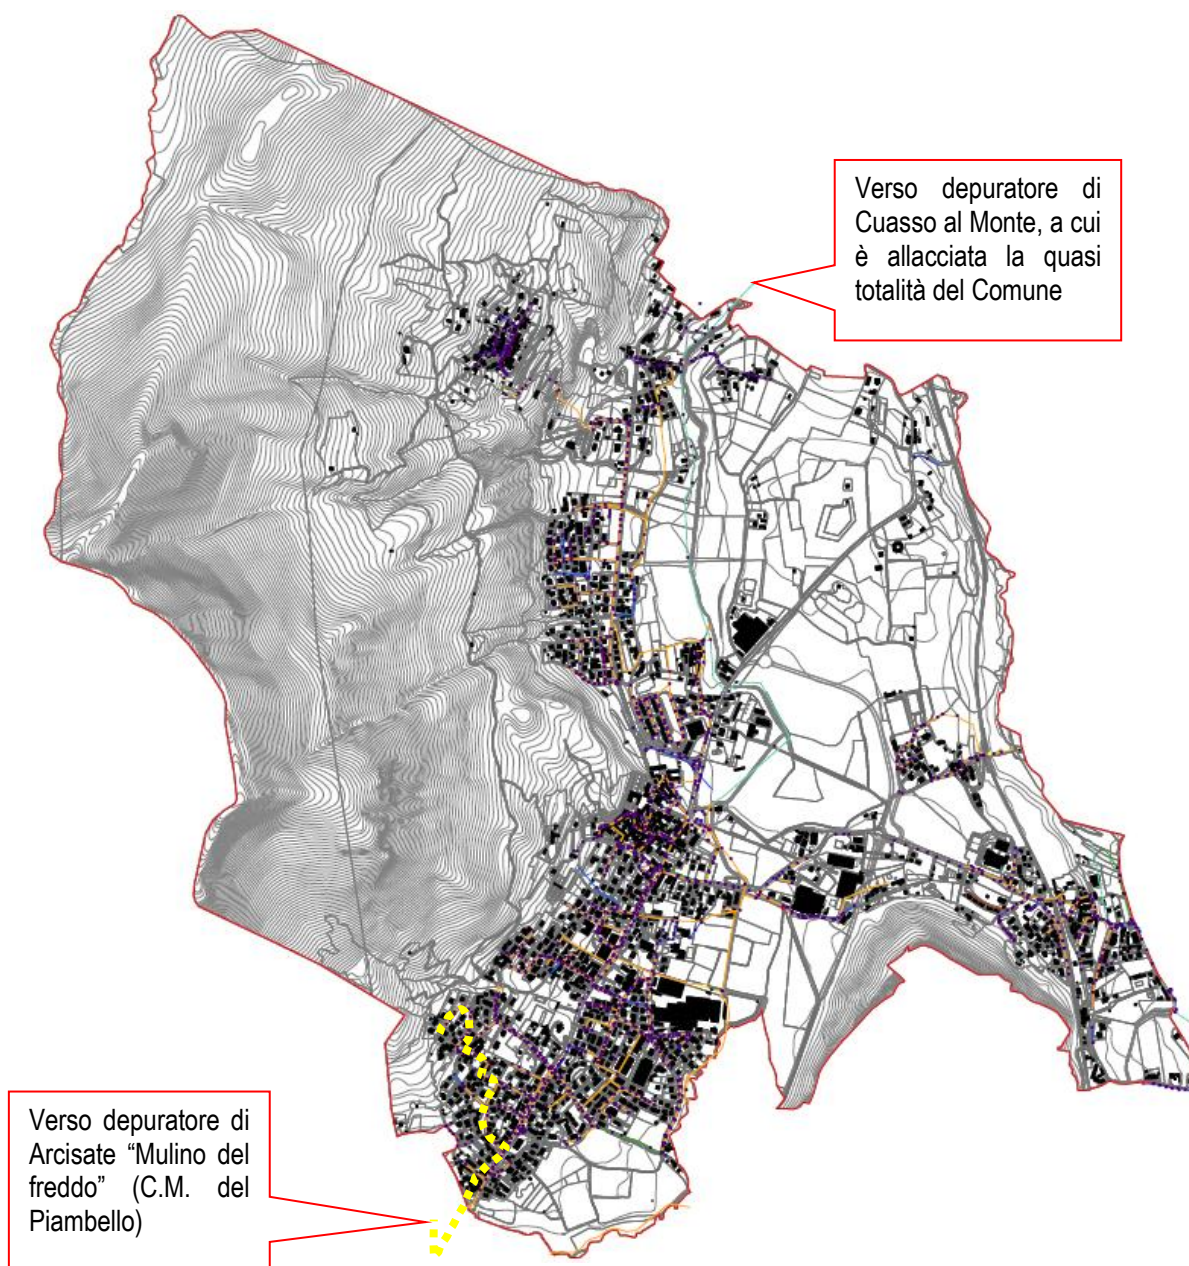 Verso depuratore di
Cuasso al Monte, a cui
è allacciata la quasi
totalità del Comune
Verso depuratore di
Arcisate “Mulino del
freddo” (C.M. del
Piambello)